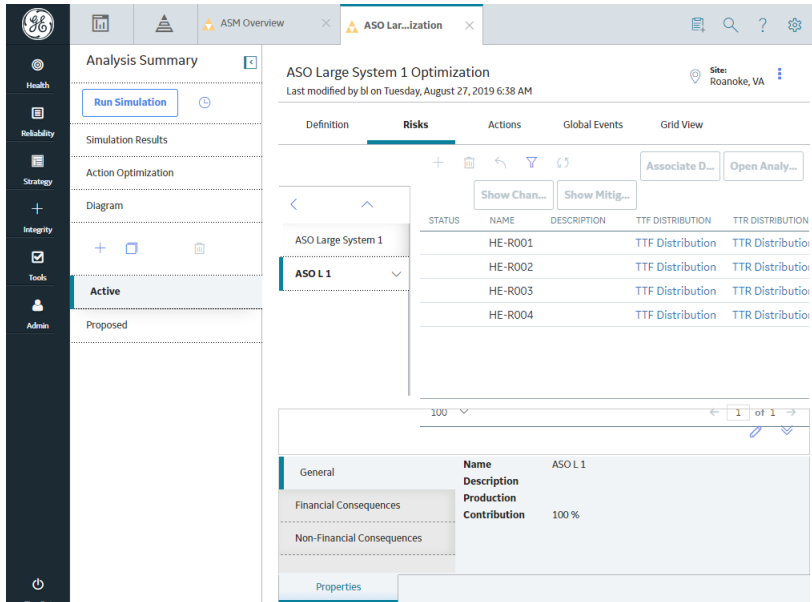 ASM Overview
ASO Lar...ization
Health
Reliability
Strategy
Integrity
Tools
Admin
Analysis Summary
Run Simulation
Simulation Results
Action Optimization
Diagram
Active
Proposed
ASO Large System 1 Optimization
Last modified by bl on Tuesday, August 27, 2019 6:38 AM
Site:
Roanoke, VA
Definition Risks Actions Global Events Grid View
Associate D... Open Analy...
Show Chan... Show Mitig...
ASO Large System 1
ASO L 1
STATUS NAME DESCRIPTION TTF DISTRIBUTION TTR DISTRIBUTION
HE-R001 TTF Distribution TTR Distributio
HE-R002 TTF Distribution TTR Distributio
HE-R003 TTF Distribution TTR Distributio
HE-R004 TTF Distribution TTR Distributio
100 1 of 1
General
Financial Consequences
Non-Financial Consequences
Name ASO L 1
Description
Production
Contribution 100 %
Properties